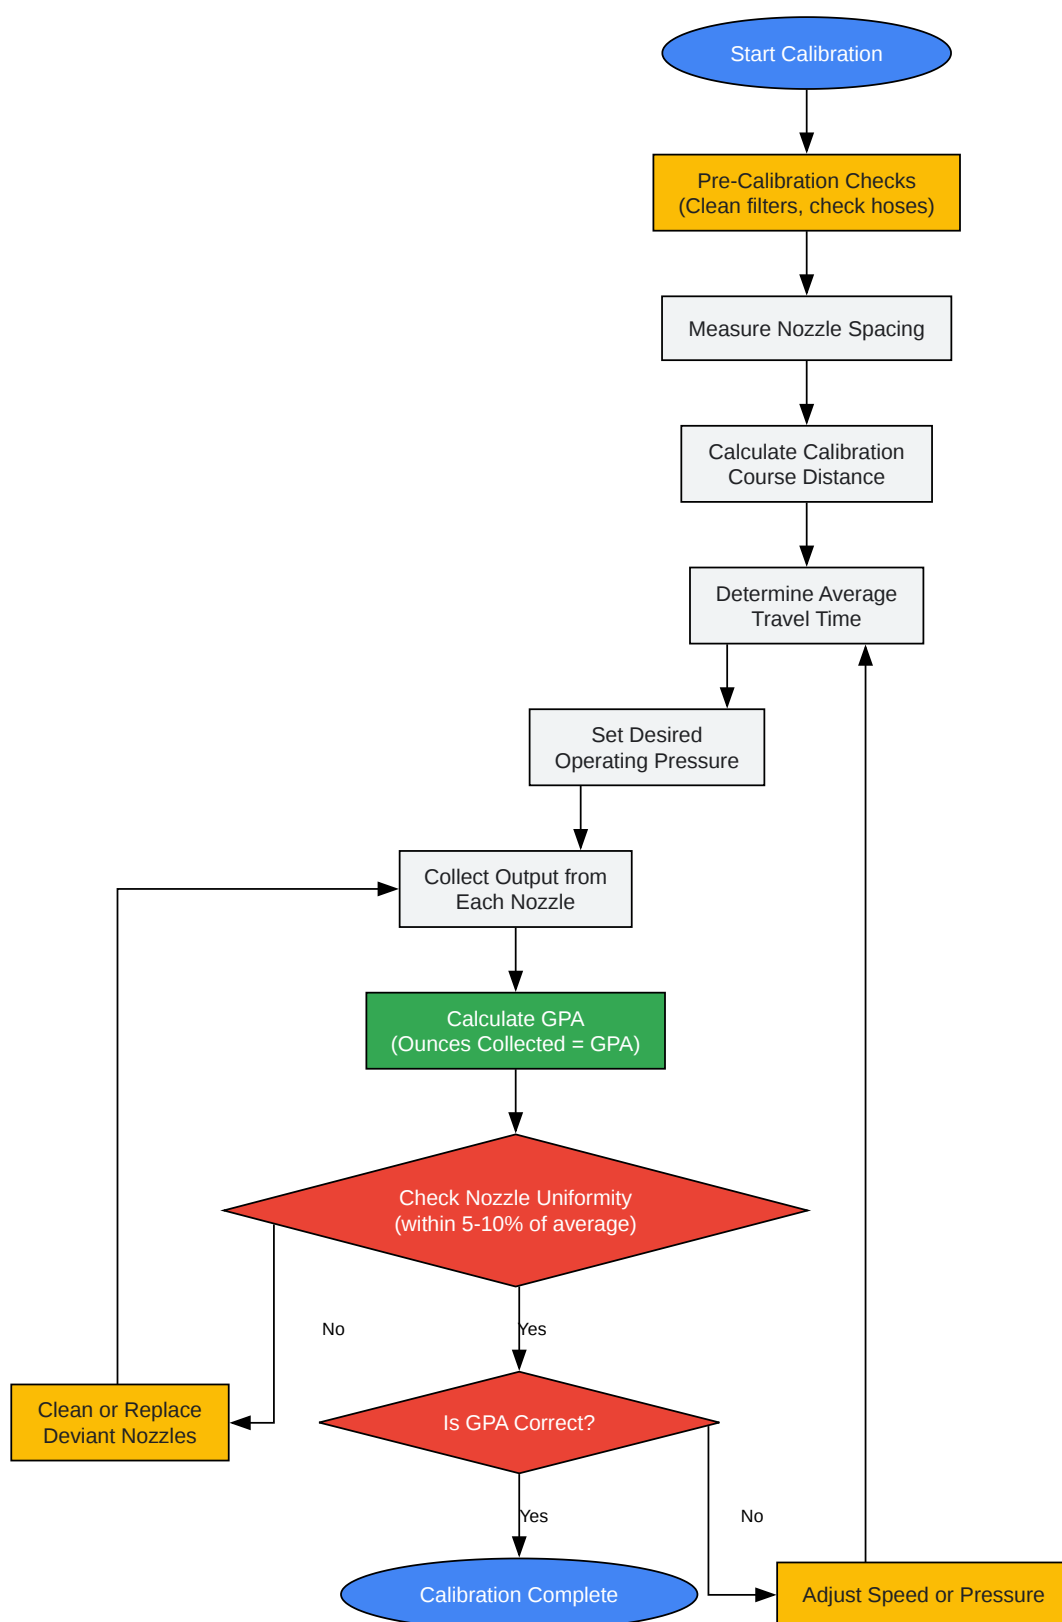 Start Calibration
Pre-Calibration Checks
(Clean filters, check hoses)
Measure Nozzle Spacing
Calculate Calibration
Course Distance
Determine Average
Travel Time
Set Desired
Operating Pressure
Collect Output from
Each Nozzle
Calculate GPA
(Ounces Collected = GPA)
Check Nozzle Uniformity
(within 5-10% of average)
No
Yes
Clean or Replace
Deviant Nozzles
Is GPA Correct?
Yes
No
Calibration Complete
Adjust Speed or Pressure